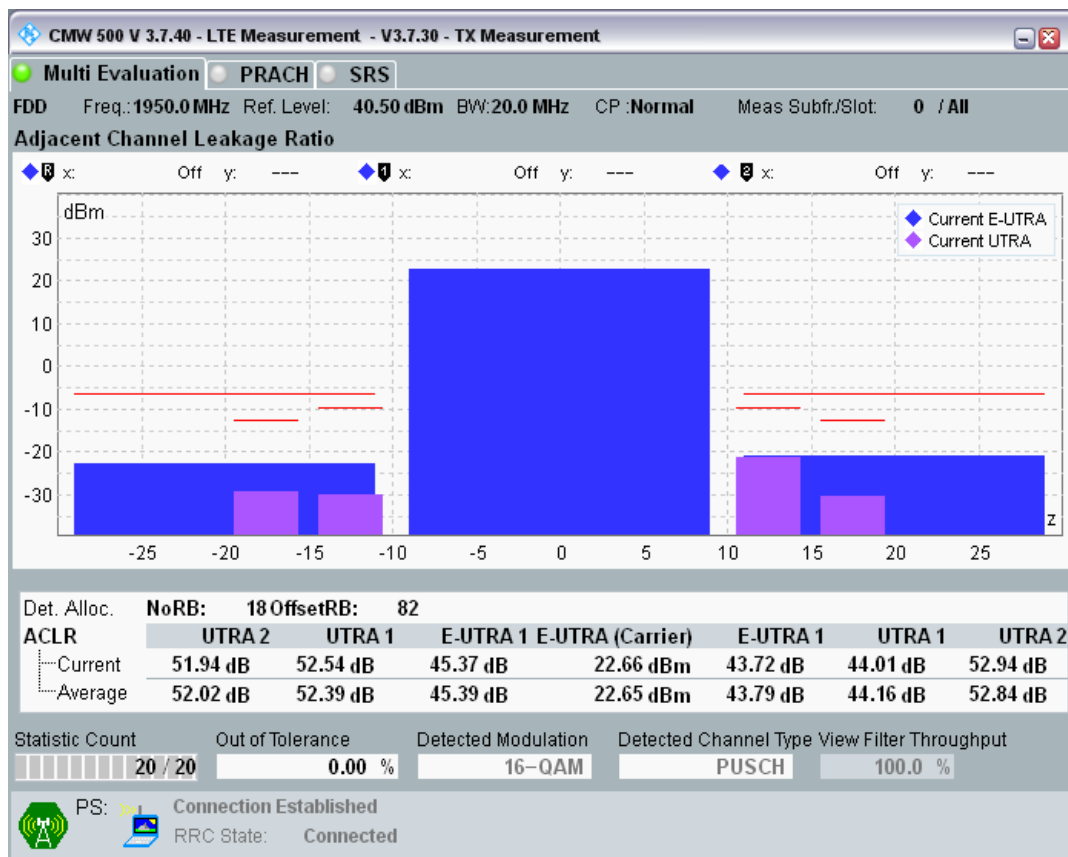 CMW 500 V 3.7.40 - LTE Measurement - V3.7.30 - TX Measurement
Multi Evaluation PRACH SRS
FDD Freq.:1950.0 MHz Ref. Level: 40.50 dBm BW:20.0 MHz CP :Normal Meas Subfr./Slot: 0 / All
Adjacent Channel Leakage Ratio
R x: Off y: --- 1 x: Off y: --- 2 x: Off y: ---
dBm
Current E-UTRA
Current UTRA
30
20
10
0
-10
-20
-30
z
-25 -20 -15 -10 -5 0 5 10 15 20 25
Det. Alloc. NoRB: 18 OffsetRB: 82
ACLR UTRA 2 UTRA 1 E-UTRA 1 E-UTRA (Carrier) E-UTRA 1 UTRA 1 UTRA 2
Current 51.94 dB 52.54 dB 45.37 dB 22.66 dBm 43.72 dB 44.01 dB 52.94 dB
Average 52.02 dB 52.39 dB 45.39 dB 22.65 dBm 43.79 dB 44.16 dB 52.84 dB
Statistic Count Out of Tolerance Detected Modulation Detected Channel Type View Filter Throughput
20 / 20 0.00 % 16-QAM PUSCH 100.0 %
PS: Connection Established
RRC State: Connected